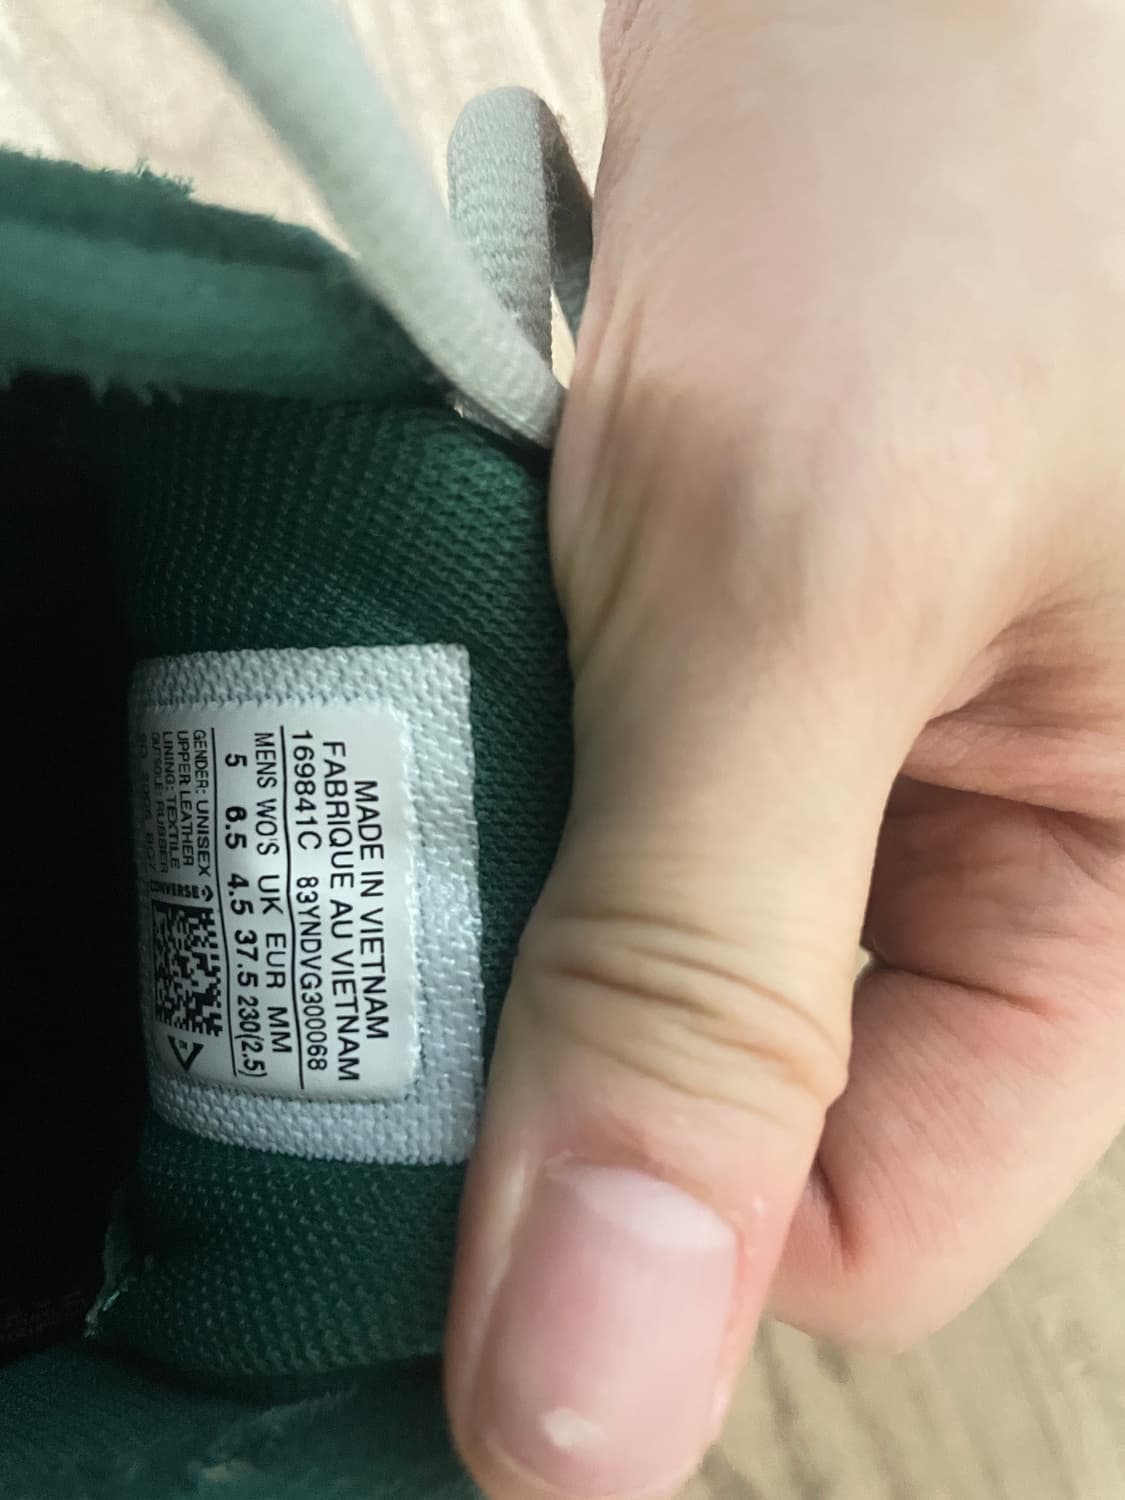 MADE IN VIETNAM
FABRIQUE AU VIETNAM
169841C 83YNDVG300068
MENS WO'S UK EUR MM
5 6.5 4.5 37.5 230(2.5)
GENDER: UNISEX
UPPER: LEATHER
LINING: TEXTILE
OUTSOLE: RUBBER
CONVERSE